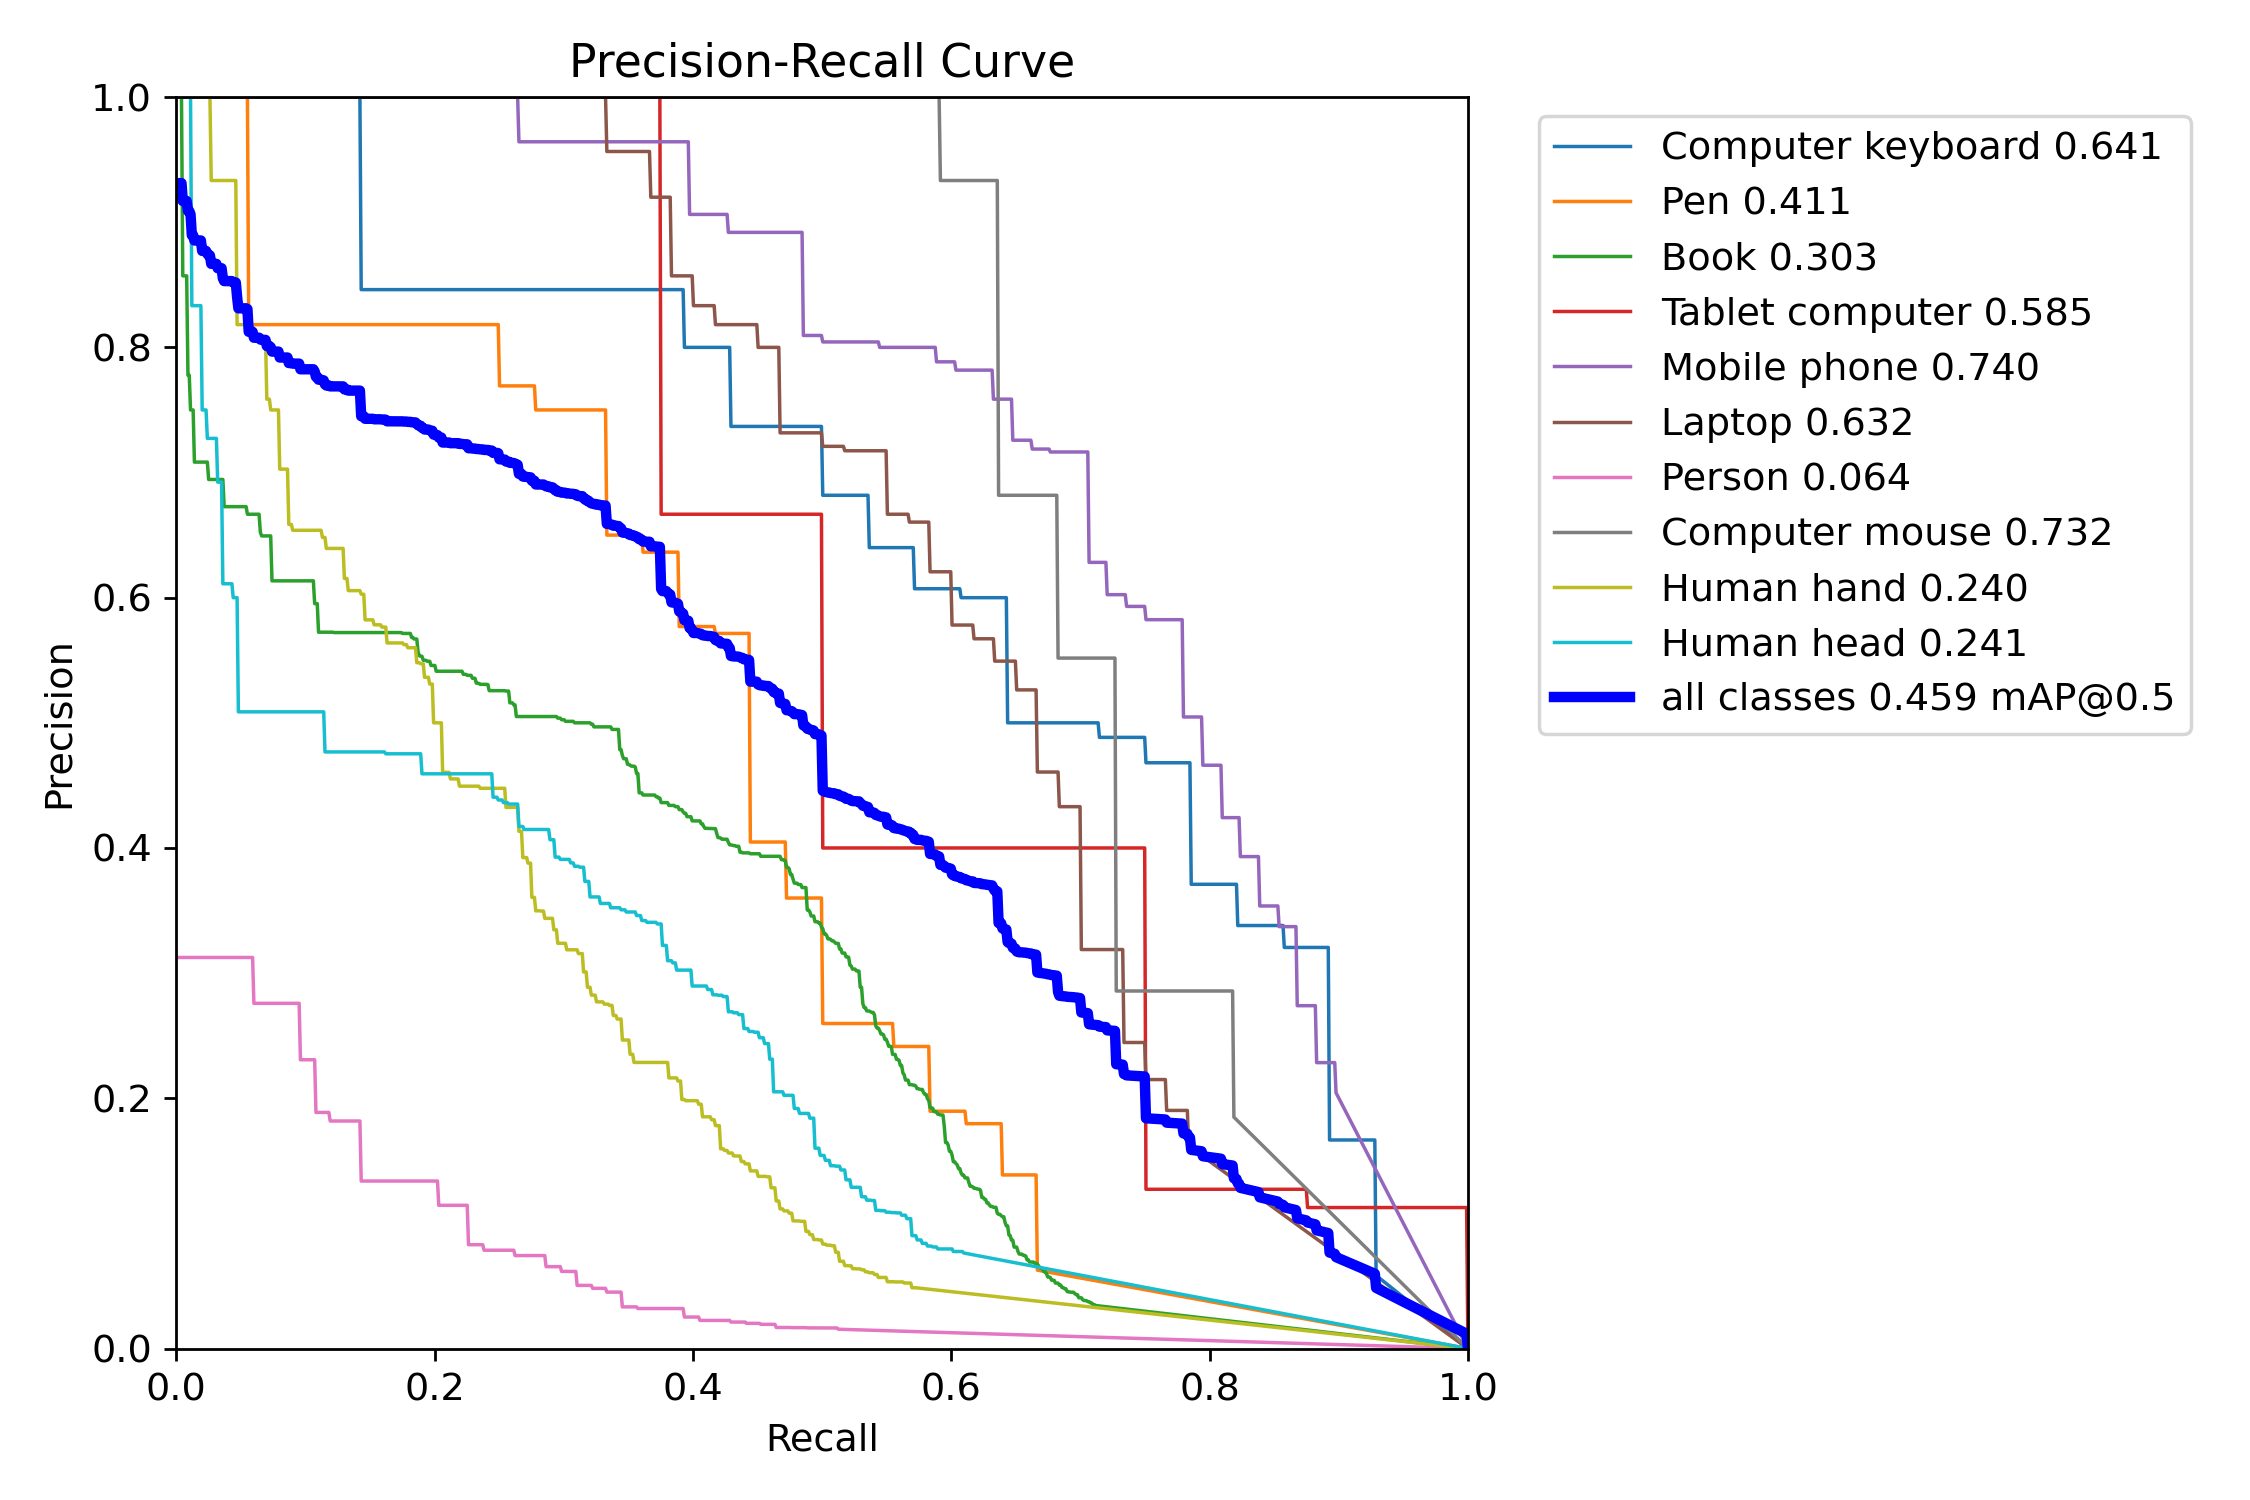 Precision-Recall Curve
1.0
0.8
0.6
0.4
0.2
0.0
Precision
0.0 0.2 0.4 0.6 0.8 1.0
Recall
Computer keyboard 0.641
Pen 0.411
Book 0.303
Tablet computer 0.585
Mobile phone 0.740
Laptop 0.632
Person 0.064
Computer mouse 0.732
Human hand 0.240
Human head 0.241
all classes 0.459 mAP@0.5